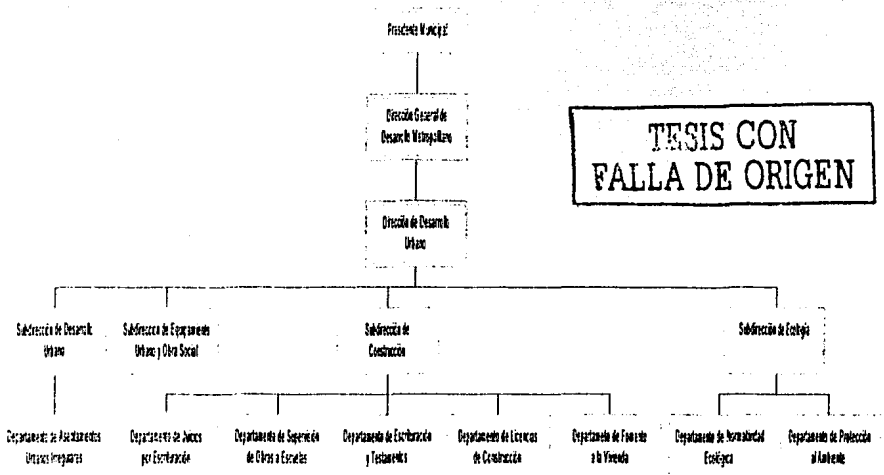 Presidente Municipal
Dirección General de
Desarrollo Metropolitano
TESIS CON
FALLA DE ORIGEN
Dirección de Desarrollo
Urbano
Subdirección de Desarrollo
Urbano
Subdirección de Equipamento
Urbano y Obra Social
Subdirección de
Construcción
Subdirección de Ecología
Departamento de Asentamientos
Urbanos Irregulares
Departamento de Juicios
por Escrituración
Departamento de Supervisión
de Obras a Escuelas
Departamento de Escrituración
y Testamentos
Departamento de Licencias
de Construcción
Departamento de Fomento
a la Vivienda
Departamento de Normatividad
Ecológica
Departamento de Protección
al Ambiente